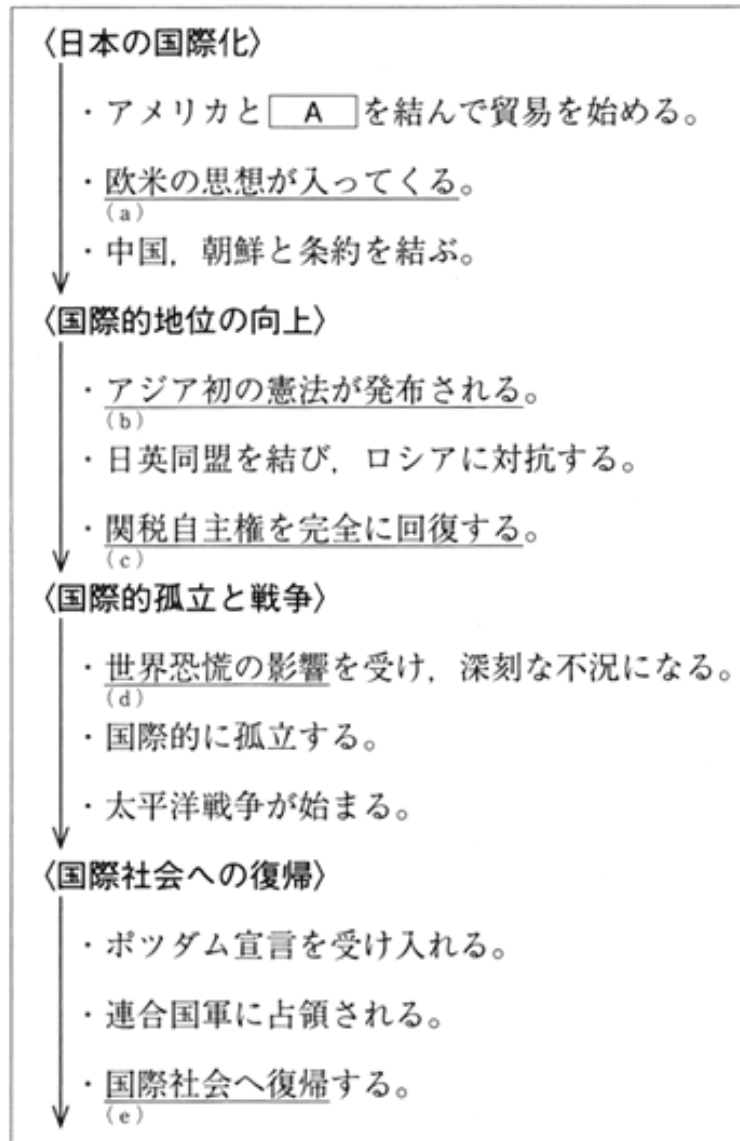 〈日本の国際化〉
・アメリカと A を結んで貿易を始める。
・欧米の思想が入ってくる。
(a)
・中国，朝鮮と条約を結ぶ。
〈国際的地位の向上〉
・アジア初の憲法が発布される。
(b)
・日英同盟を結び，ロシアに対抗する。
・関税自主権を完全に回復する。
(c)
〈国際的孤立と戦争〉
・世界恐慌の影響を受け，深刻な不況になる。
(d)
・国際的に孤立する。
・太平洋戦争が始まる。
〈国際社会への復帰〉
・ポツダム宣言を受け入れる。
・連合国軍に占領される。
・国際社会へ復帰する。
(e)